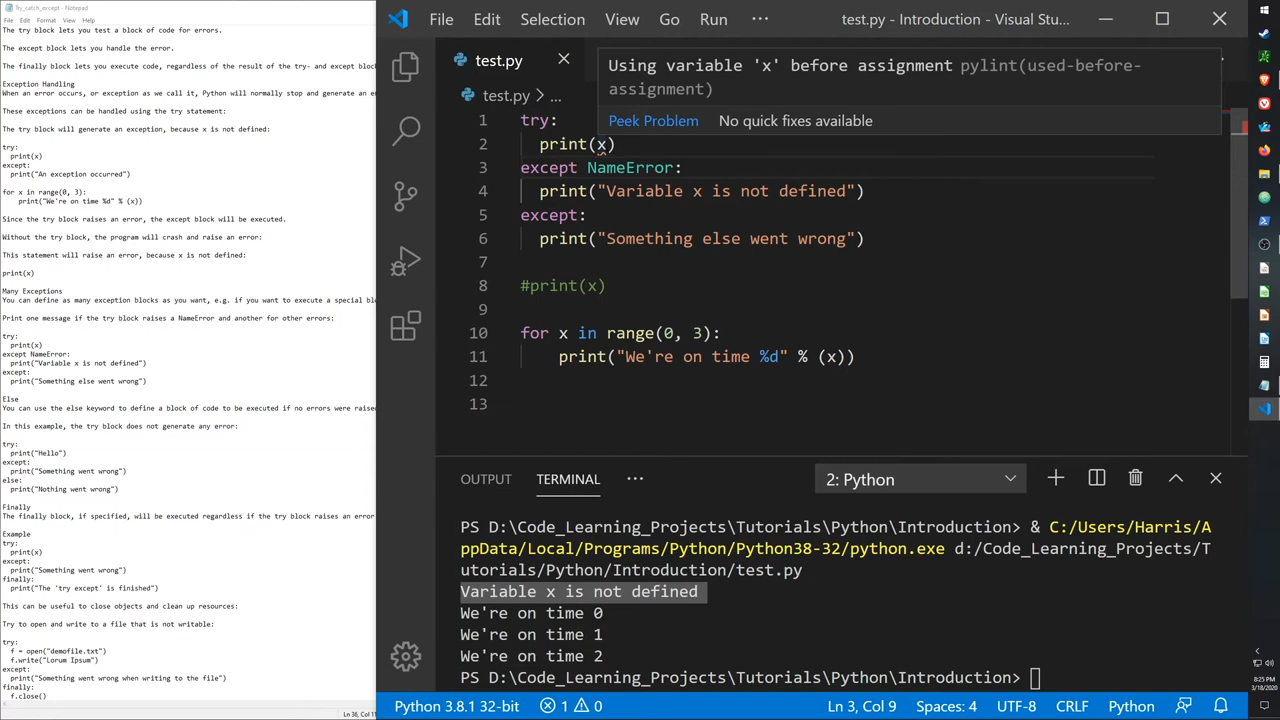 Try_catch_except - Notepad
File Edit Format View Help
The try block lets you test a block of code for errors.
The except block lets you handle the error.
The finally block lets you execute code, regardless of the result of the try- and except bloc
Exception Handling
When an error occurs, or exception as we call it, Python will normally stop and generate an e
These exceptions can be handled using the try statement:
The try block will generate an exception, because x is not defined:
try:
  print(x)
except:
  print("An exception occurred")
for x in range(0, 3):
    print("We're on time %d" % (x))
Since the try block raises an error, the except block will be executed.
Without the try block, the program will crash and raise an error:
This statement will raise an error, because x is not defined:
print(x)
Many Exceptions
You can define as many exception blocks as you want, e.g. if you want to execute a special bl
Print one message if the try block raises a NameError and another for other errors:
try:
  print(x)
except NameError:
  print("Variable x is not defined")
except:
  print("Something else went wrong")
Else
You can use the else keyword to define a block of code to be executed if no errors were raise
In this example, the try block does not generate any error:
try:
  print("Hello")
except:
  print("Something went wrong")
else:
  print("Nothing went wrong")
Finally
The finally block, if specified, will be executed regardless if the try block raises an error
Example
try:
  print(x)
except:
  print("Something went wrong")
finally:
  print("The 'try except' is finished")
This can be useful to close objects and clean up resources:
Try to open and write to a file that is not writable:
try:
  f = open("demofile.txt")
  f.write("Lorum Ipsum")
except:
  print("Something went wrong when writing to the file")
finally:
  f.close()
Ln 36, Col 11
File Edit Selection View Go Run ··· test.py - Introduction - Visual Stu...
test.py
Using variable 'x' before assignment pylint(used-before-
assignment)
test.py > ...
Peek Problem No quick fixes available
1 try:
2   print(x)
3 except NameError:
4   print("Variable x is not defined")
5 except:
6   print("Something else went wrong")
7
8 #print(x)
9
10 for x in range(0, 3):
11     print("We're on time %d" % (x))
12
13
OUTPUT TERMINAL ··· 2: Python
PS D:\Code_Learning_Projects\Tutorials\Python\Introduction> & C:/Users/Harris/A
ppData/Local/Programs/Python/Python38-32/python.exe d:/Code_Learning_Projects/T
utorials/Python/Introduction/test.py
Variable x is not defined
We're on time 0
We're on time 1
We're on time 2
PS D:\Code_Learning_Projects\Tutorials\Python\Introduction>
Python 3.8.1 32-bit 1 0 Ln 3, Col 9 Spaces: 4 UTF-8 CRLF Python
8:25 PM
3/18/2020